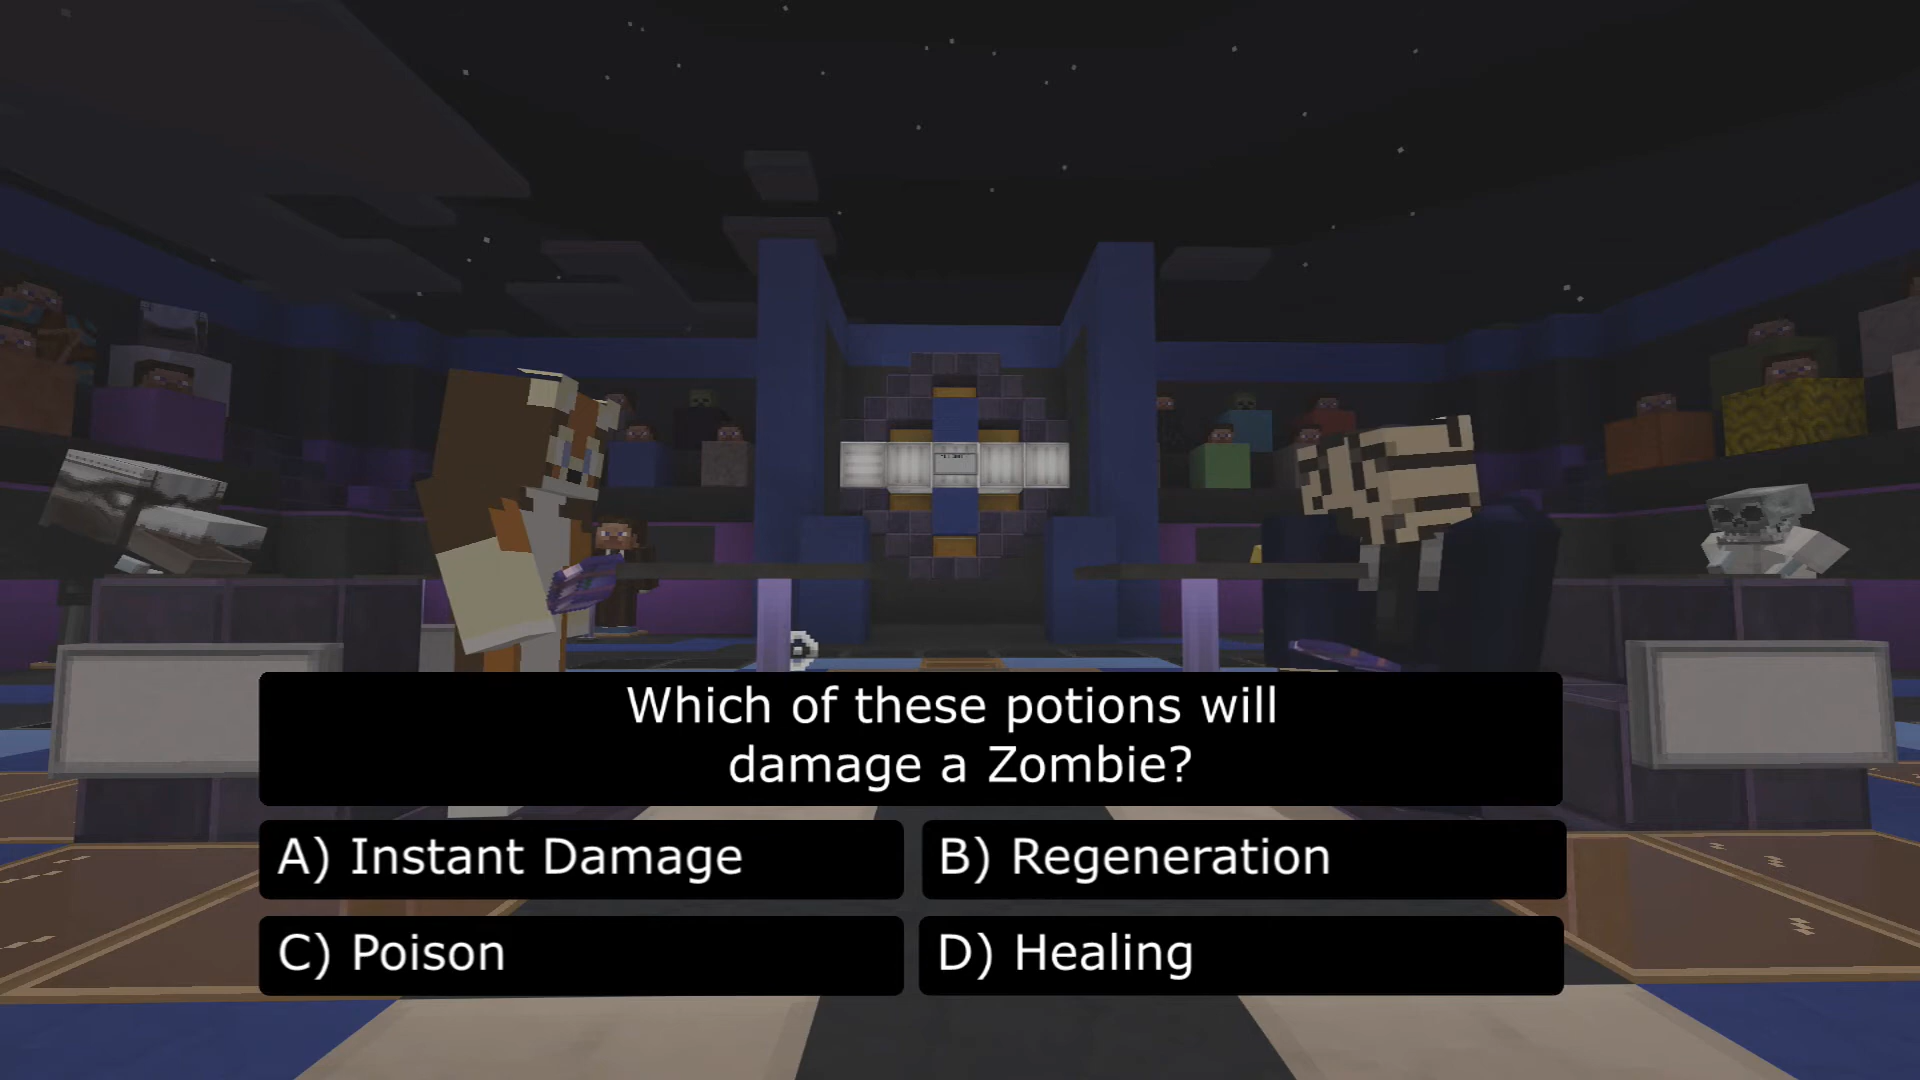 Which of these potions will
damage a Zombie?
A) Instant Damage
B) Regeneration
C) Poison
D) Healing